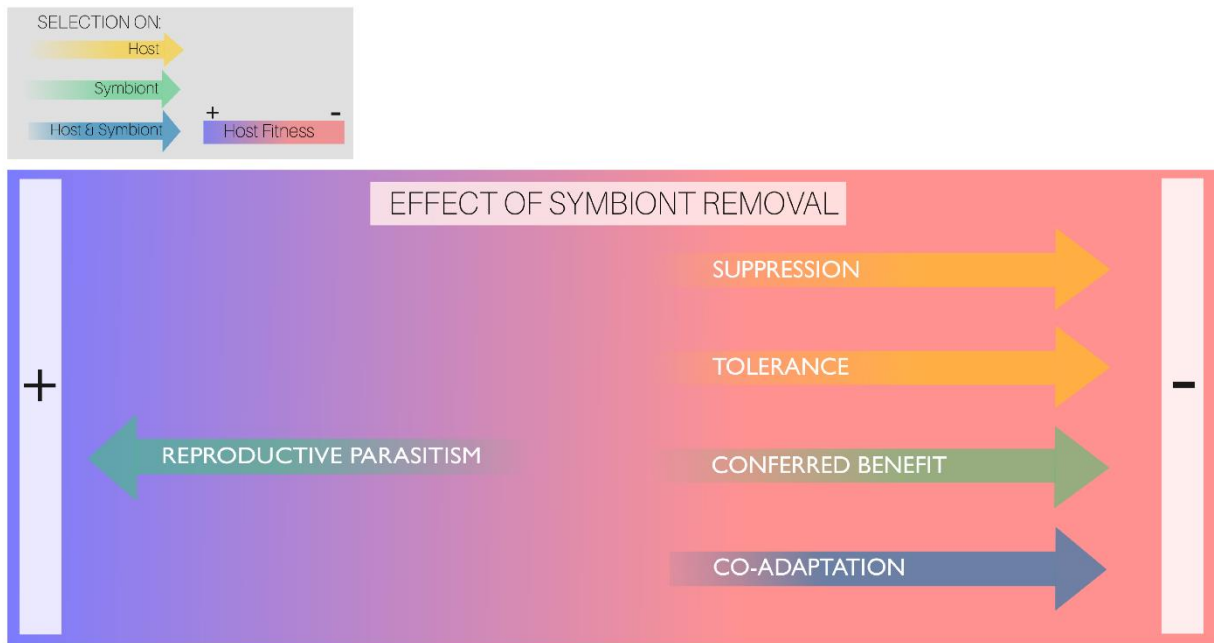 SELECTION ON:
Host
Symbiont
Host & Symbiont
+ -
Host Fitness
EFFECT OF SYMBIONT REMOVAL
SUPPRESSION
TOLERANCE
+ -
REPRODUCTIVE PARASITISM
CONFERRED BENEFIT
CO-ADAPTATION